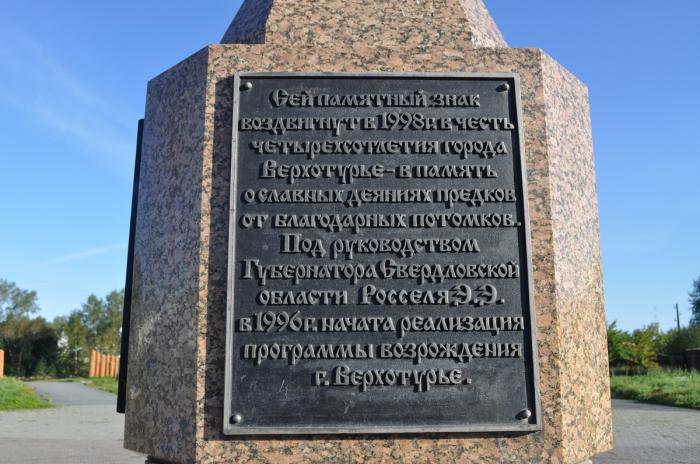 Сей памятный знак
воздвигнут в 1998г. в честь
четырехсотлетия города
Верхотурье - в память
о славных деяниях предков
от благодарных потомков.
Под руководством
Губернатора Свердловской
области Росселя Э.Э.
в 1996г. начата реализация
программы возрождения
г. Верхотурье.